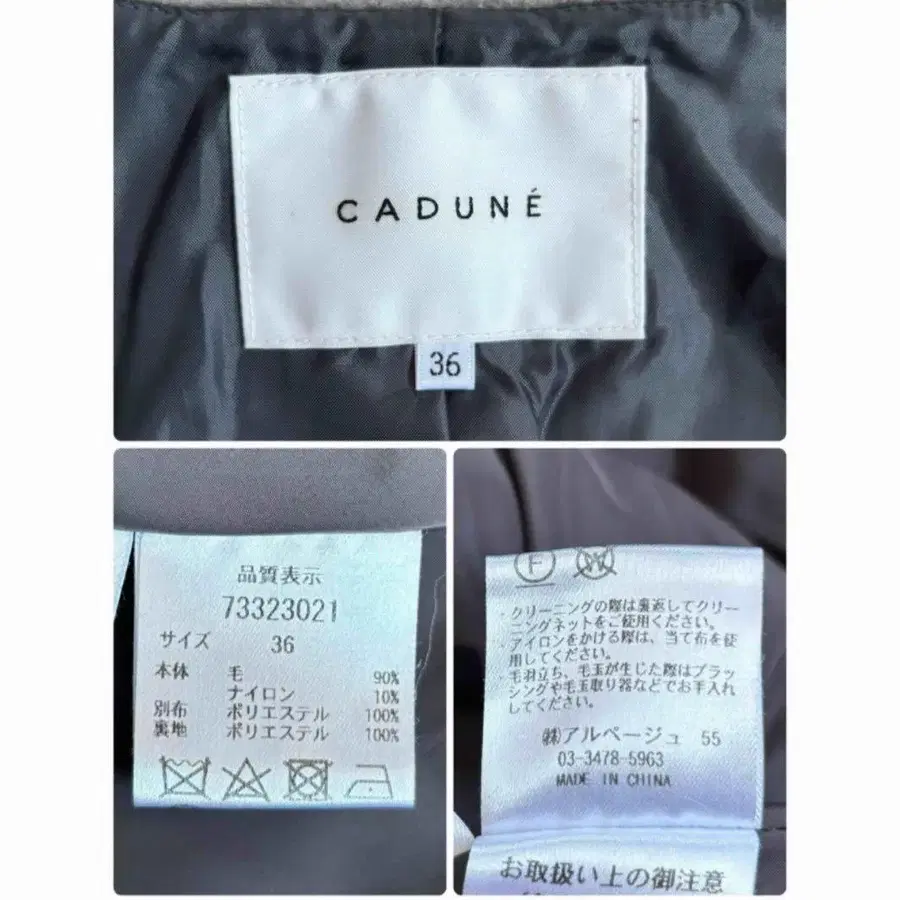 CADUNÉ
36
品質表示
73323021
サイズ 36
本体 毛 90%
ナイロン 10%
別布 ポリエステル 100%
裏地 ポリエステル 100%
F W
・クリーニングの際は裏返してクリー
ニングネットをご使用ください。
・アイロンをかける際は、当て布を使
用してください。
・毛羽立ち、毛玉が生じた際はブラッ
シングや毛玉取り器などでお手入れ
してください。
㈱アルページュ 55
03-3478-5963
MADE IN CHINA
お取扱い上の御注意